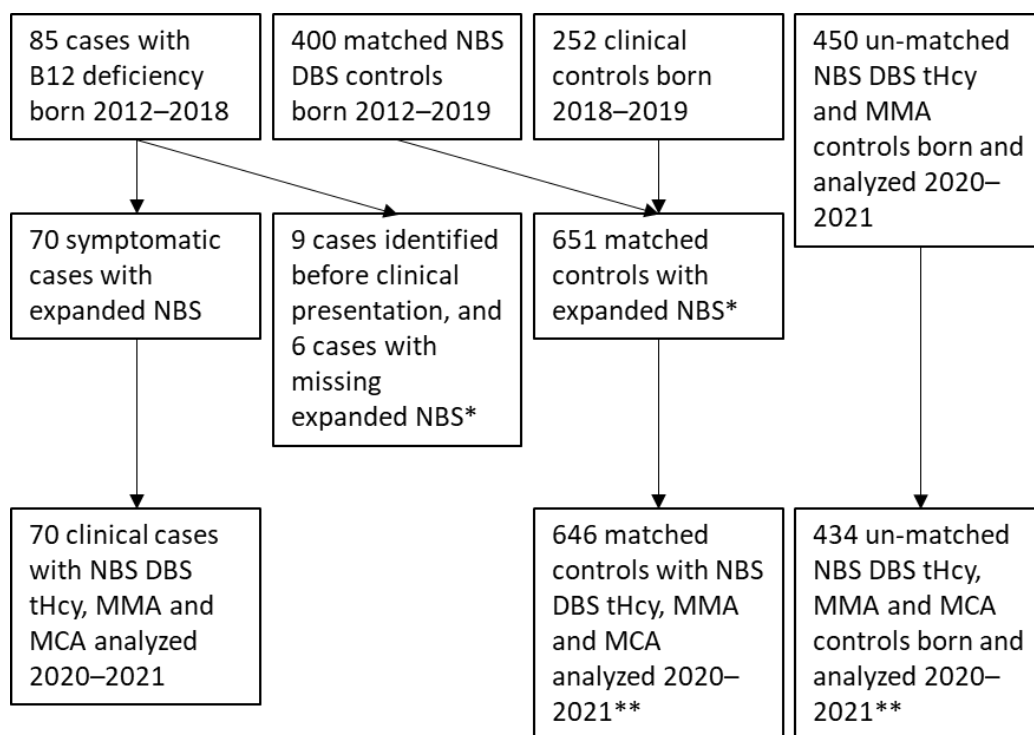 85 cases with
B12 deficiency
born 2012–2018
400 matched NBS
DBS controls
born 2012–2019
252 clinical
controls born
2018–2019
450 un-matched
NBS DBS tHcy
and MMA
controls born and
analyzed 2020–
2021
70 symptomatic
cases with
expanded NBS
9 cases identified
before clinical
presentation, and
6 cases with
missing
expanded NBS*
651 matched
controls with
expanded NBS*
70 clinical cases
with NBS DBS
tHcy, MMA and
MCA analyzed
2020–2021
646 matched
controls with NBS
DBS tHcy, MMA
and MCA
analyzed 2020–
2021**
434 un-matched
NBS DBS tHcy,
MMA and MCA
controls born and
analyzed 2020–
2021**